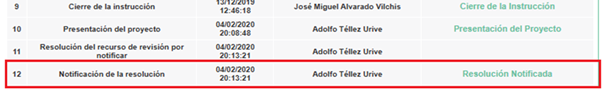 9 Cierre de la instrucción 13/12/2019 12:46:18 José Miguel Alvarado Vilchis Cierre de la Instrucción
10 Presentación del proyecto 04/02/2020 20:08:48 Adolfo Téllez Urive Presentación del Proyecto
11 Resolución del recurso de revisión por notificar 04/02/2020 20:13:21 Adolfo Téllez Urive
12 Notificación de la resolución 04/02/2020 20:13:21 Adolfo Téllez Urive Resolución Notificada